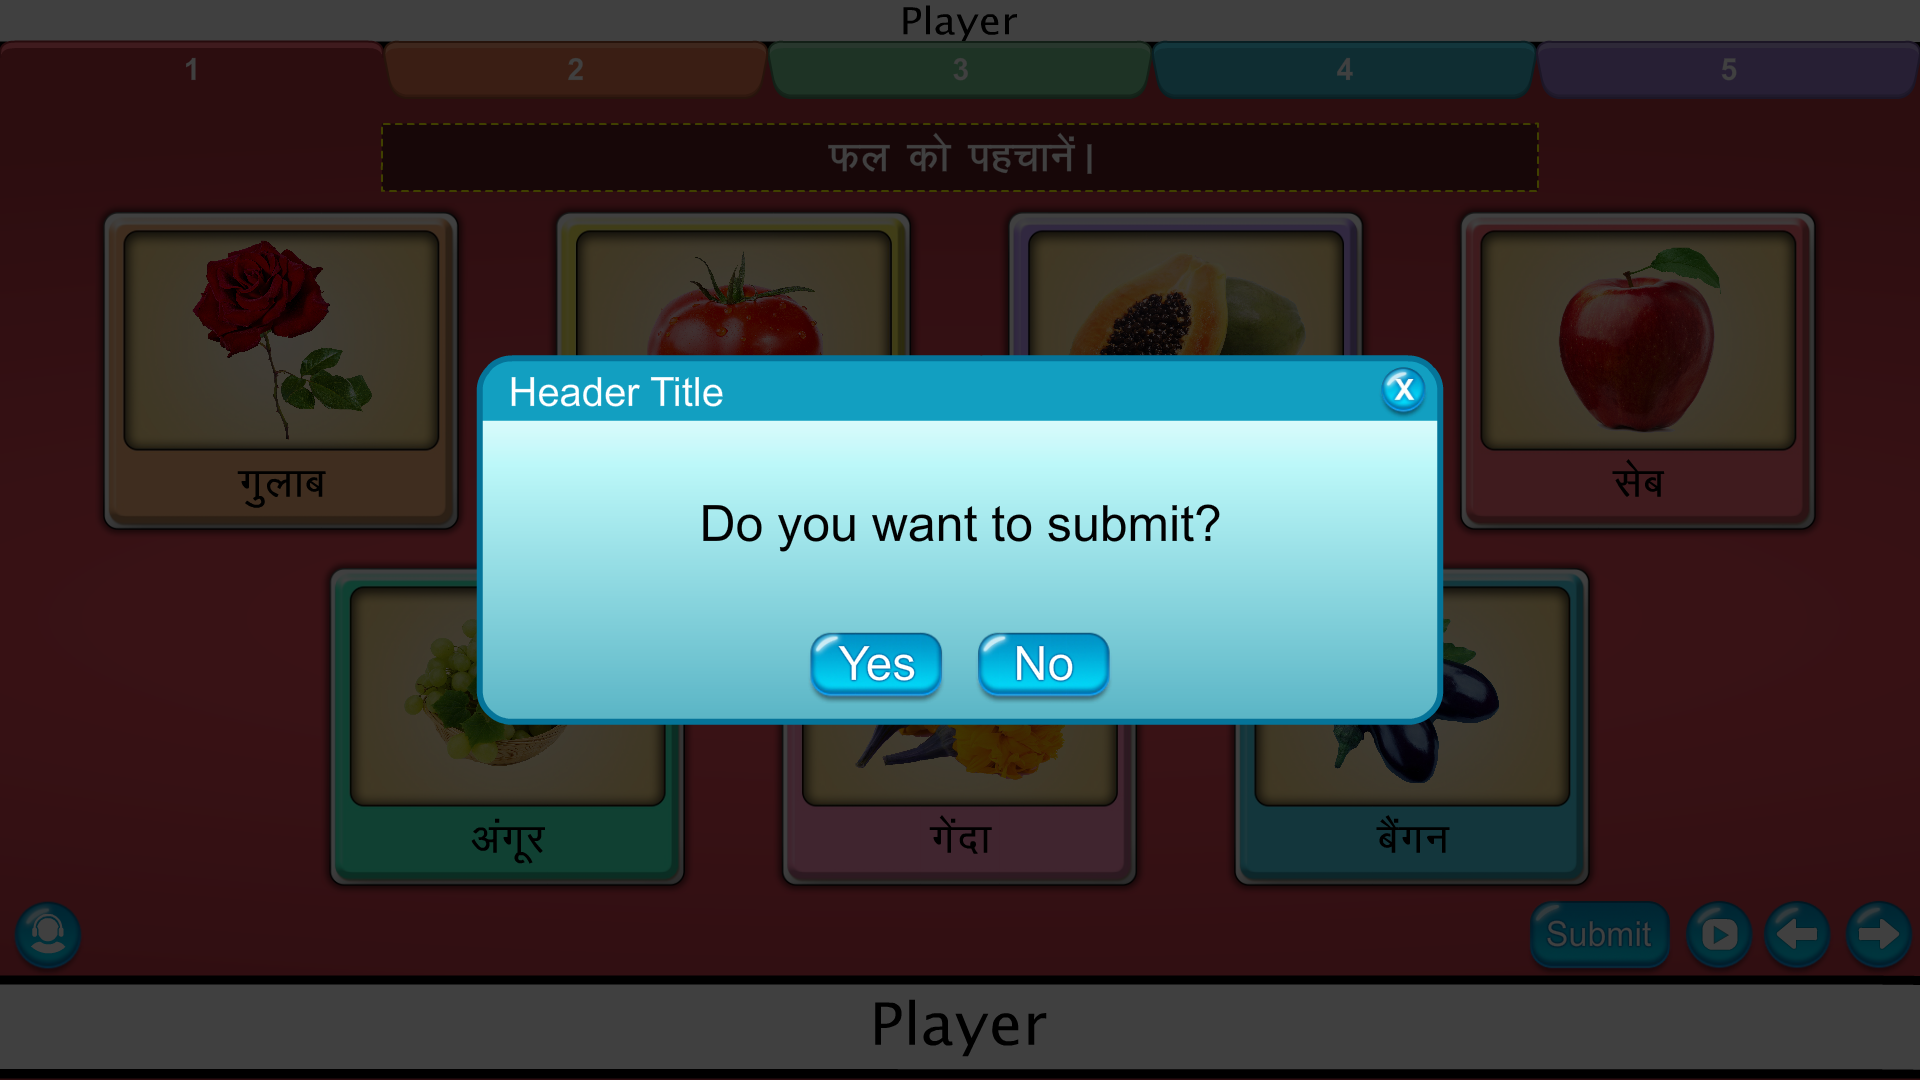 Player
1 2 3 4 5
फल को पहचानें।
Header Title X
Do you want to submit?
Yes No
गुलाब सेब
अंगूर गेंदा बैंगन
Submit
Player